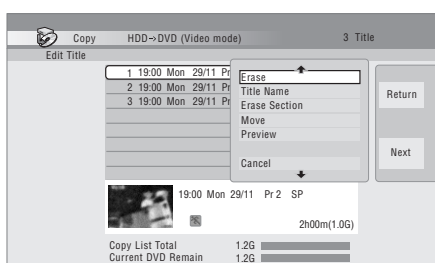 Copy HDD->DVD (Video mode) 3 Title
Edit Title
1 19:00 Mon 29/11 Pr
2 19:00 Mon 29/11 Pr
3 19:00 Mon 29/11 Pr
Erase
Title Name
Erase Section
Move
Preview
Cancel
Return
Next
19:00 Mon 29/11 Pr 2 SP
2h00m(1.0G)
Copy List Total 1.2G
Current DVD Remain 1.2G